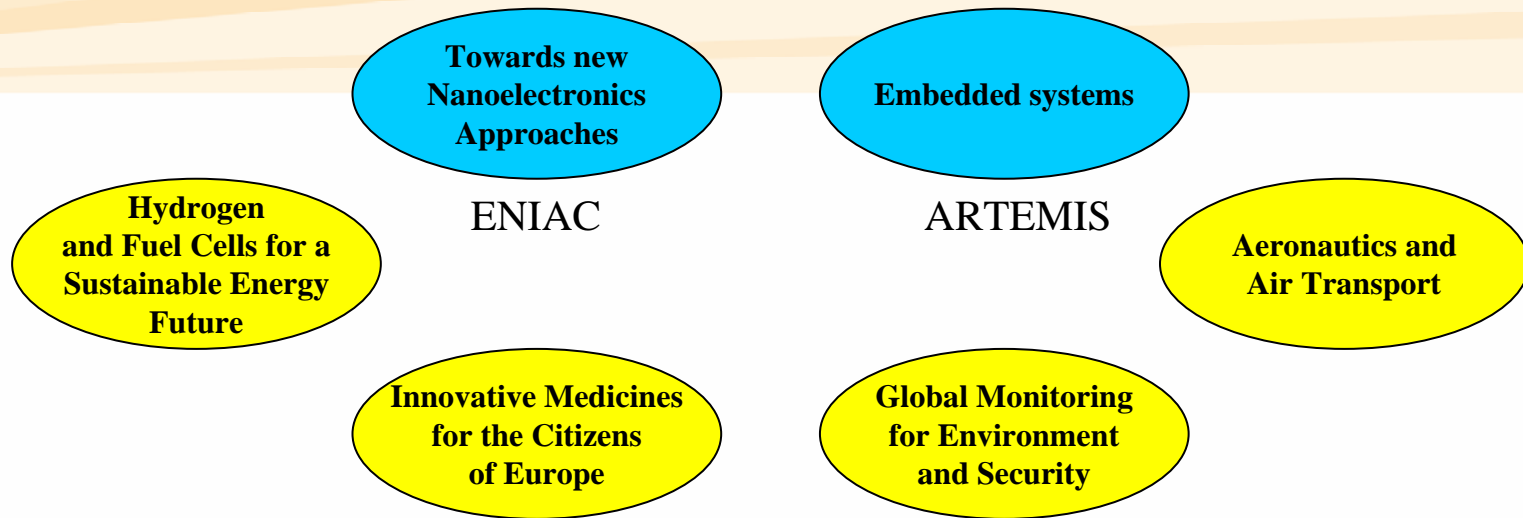 Towards new
Nanoelectronics
Approaches
Embedded systems
ENIAC
ARTEMIS
Hydrogen
and Fuel Cells for a
Sustainable Energy
Future
Aeronautics and
Air Transport
Innovative Medicines
for the Citizens
of Europe
Global Monitoring
for Environment
and Security